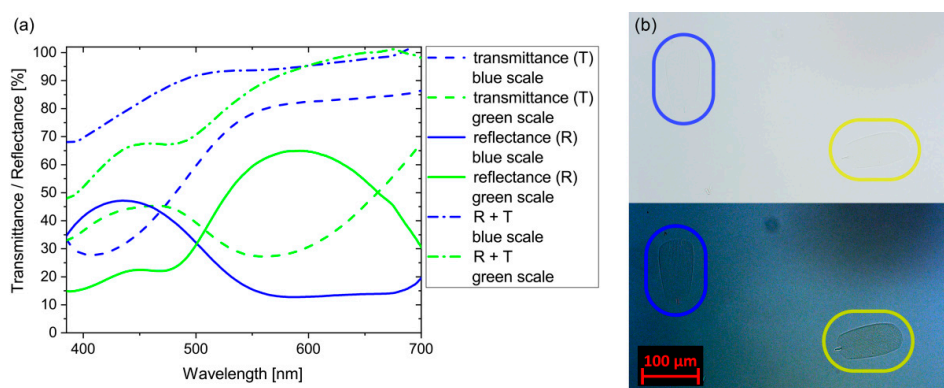 (a)
Transmittance / Reflectance [%]
100
90
80
70
60
50
40
30
20
10
0
400
500
600
700
Wavelength [nm]
transmittance (T)
blue scale
transmittance (T)
green scale
reflectance (R)
blue scale
reflectance (R)
green scale
R + T
blue scale
R + T
green scale
(b)
100 µm